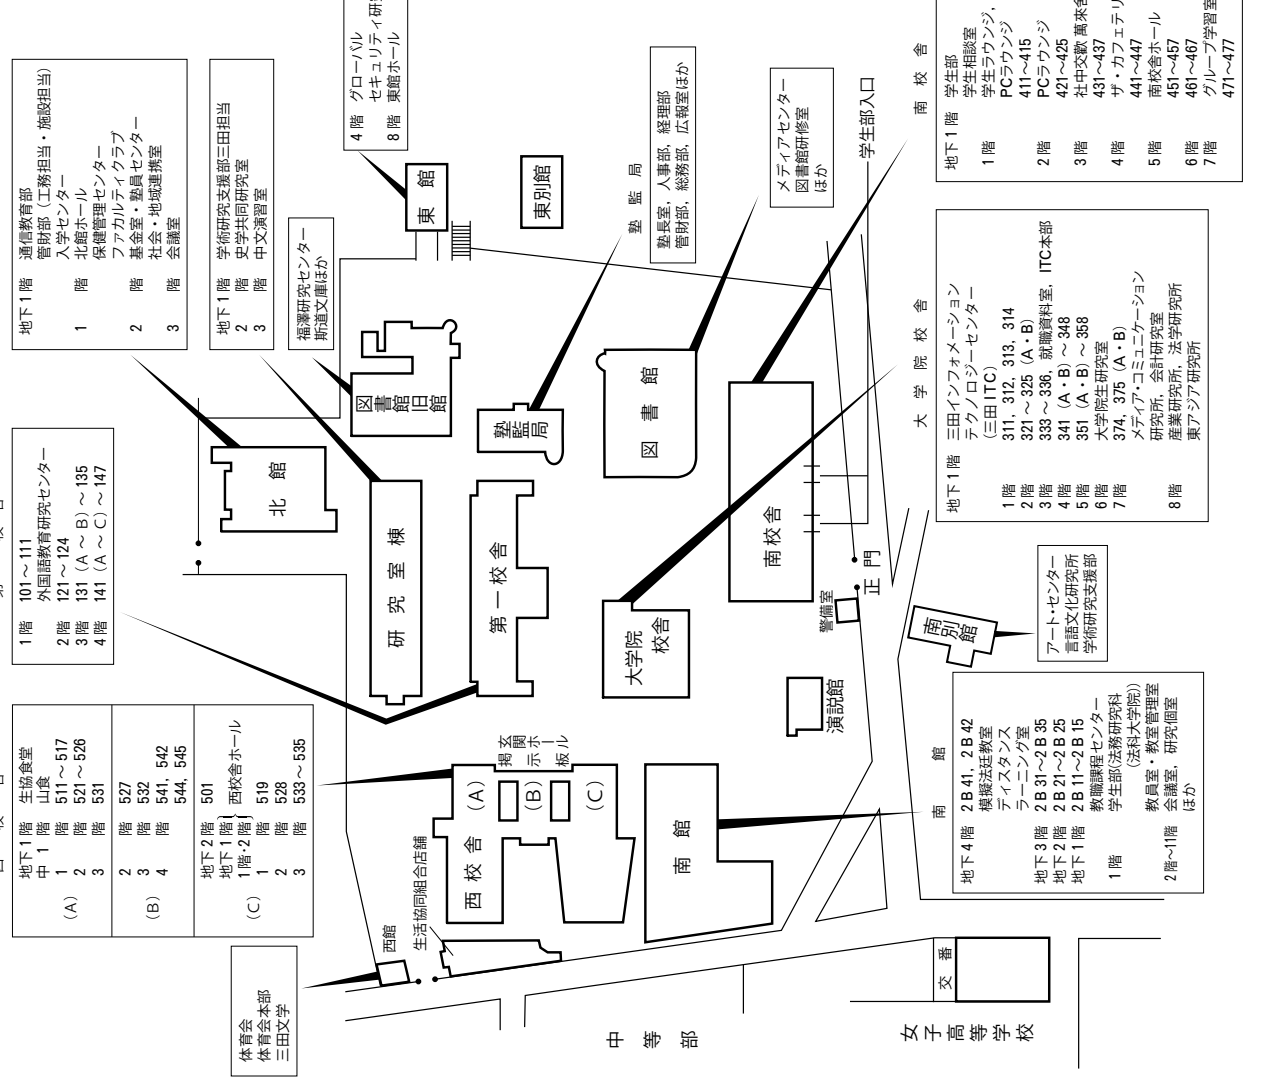 地下1階 通信教育部
管財部（工務担当・施設担当）
入学センター
1 階 北館ホール
保健管理センター
ファカルティクラブ
2 階 基金室・塾員センター
社会・地域連携室
3 階 会議室
地下1階 学術研究支援部三田担当
2 階 史学共同研究室
3 階 中文演習室
福澤研究センター
斯道文庫ほか
4 階 グローバル
8 階 東館ホール
塾 監 局
塾長室，人事部，経理部
管財部，総務部，広報室ほか
メディアセンター
図書館研修室
ほか
学生部入口
南 校 舎
地下1階 学生部
学生相談室
1階 学生ラウンジ，
PCラウンジ
411～415
2階 PCラウンジ
421～425
3階 社中交歓 萬來舍
431～437
4階 ザ・カフェテリ
441～447
5階 南校舎ホール
451～457
6階 461～467
7階 グループ学習室
471～477
1階 101～111
外国語教育研究センター
2階 121～124
3階 131（A～B）～135
4階 141（A～C）～147
大 学 院 校 舎
地下1階 三田インフォメーション
テクノロジーセンター
（三田ITC）
1階 311, 312, 313, 314
2階 321～325（A・B）
3階 333～336，就職資料室，ITC本部
4階 341（A・B）～348
5階 351（A・B）～358
6階 大学院生研究室
7階 374, 375（A・B）
メディア・コミュニケーション
研究所，会計研究室
8階 産業研究所，法学研究所
東アジア研究所
(A)
地下1階 生協食堂
中 1 階 山食
1 階 511～517
2 階 521～526
3 階 531
(B)
2 階 527
3 階 532
4 階 541, 542
544, 545
(C)
地下2階 501
地下1階
1階・2階 } 西校舎ホール
1 階 519
2 階 528
3 階 533～535
アート・センター
言語文化研究所
学術研究支援部
南 館
地下4階 2B41, 2B42
模擬法廷教室
ディスタンス
ラーニング室
地下3階 2B31～2B35
地下2階 2B21～2B25
地下1階 2B11～2B15
教職課程センター
1階 学生部(法務研究科
(法科大学院))
教員室・教室管理室
2階～11階 会議室，研究個室
ほか
体育会
体育会本部
三田文学
東 館
東別館
図書館旧館
塾監局
図 書 館
北 館
研 究 室 棟
第 一 校 舎
南校舎
大学院
校舎
警備室
正 門
南別館
演説館
玄関ホール
掲示板
(A)
(B)
(C)
西 校 舎
南 館
西館
生活協同組合店舗
交 番
中 等 部
女子高等学校